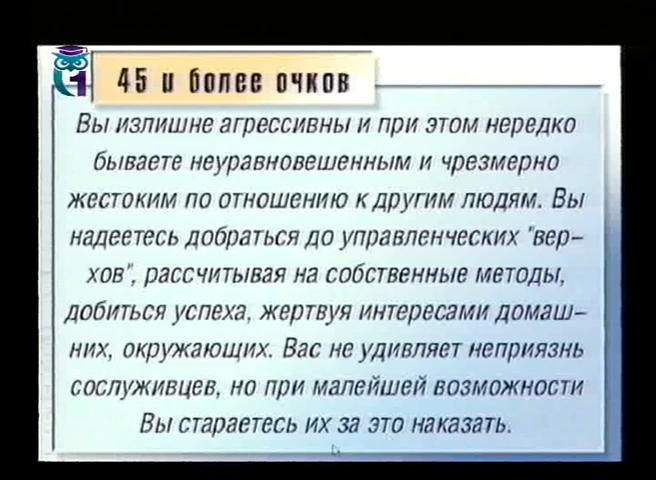 1
45 и более очков
Вы излишне агрессивны и при этом нередко
бываете неуравновешенным и чрезмерно
жестоким по отношению к другим людям. Вы
надеетесь добраться до управленческих "вер-
хов", рассчитывая на собственные методы,
добиться успеха, жертвуя интересами домаш-
них, окружающих. Вас не удивляет неприязнь
сослуживцев, но при малейшей возможности
Вы стараетесь их за это наказать.